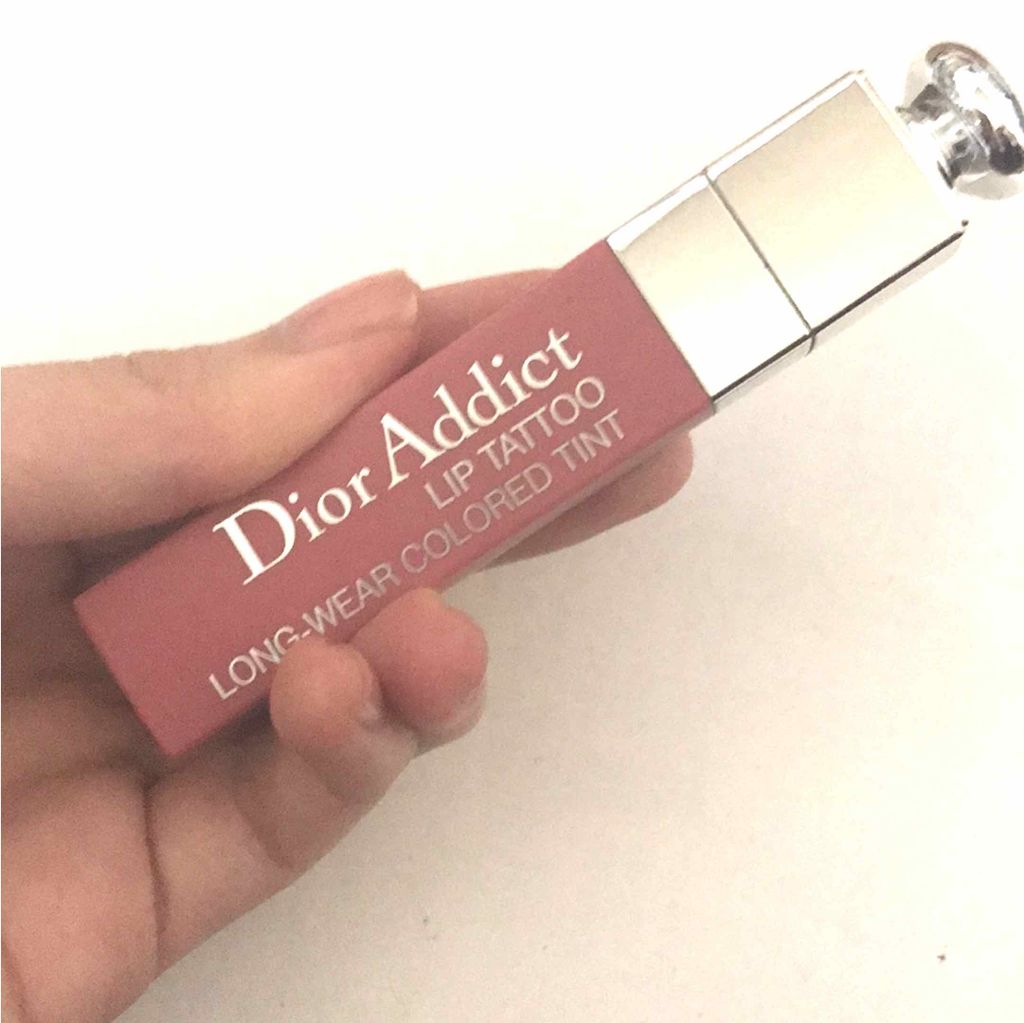 Dior Addict
LIP TATTOO
LONG-WEAR COLORED TINT